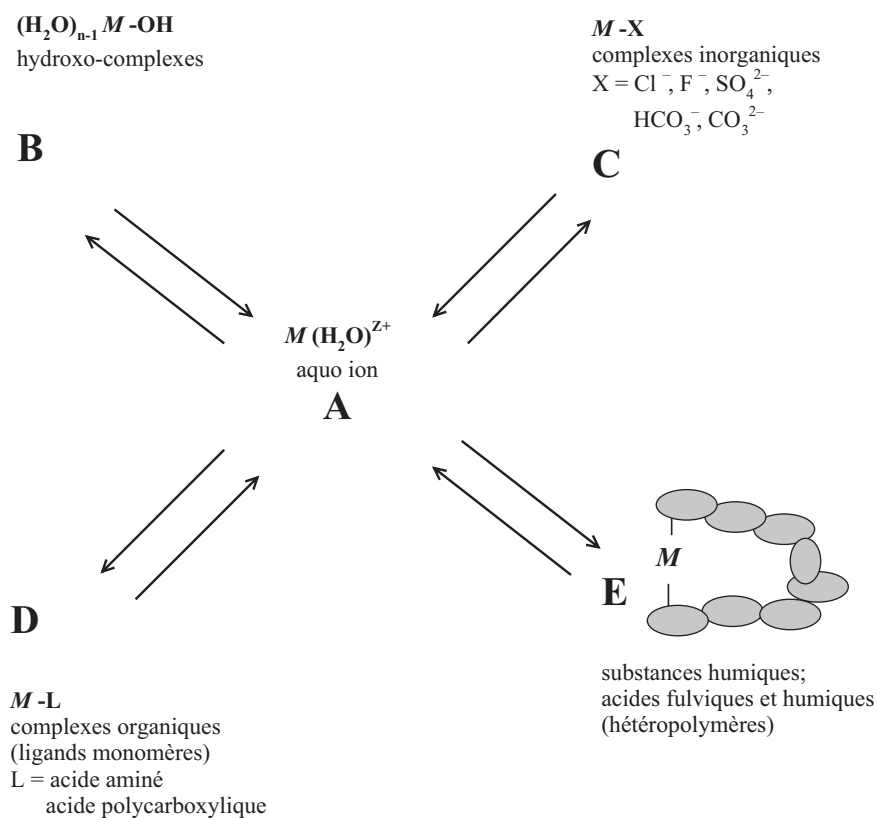 (H₂O)ₙ₋₁ M -OH
hydroxo-complexes
B
M -X
complexes inorganiques
X = Cl⁻, F⁻, SO₄²⁻,
HCO₃⁻, CO₃²⁻
C
M (H₂O)ᶻ⁺
aquo ion
A
D
M -L
complexes organiques
(ligands monomères)
L = acide aminé
acide polycarboxylique
M
E
substances humiques;
acides fulviques et humiques
(hétéropolymères)